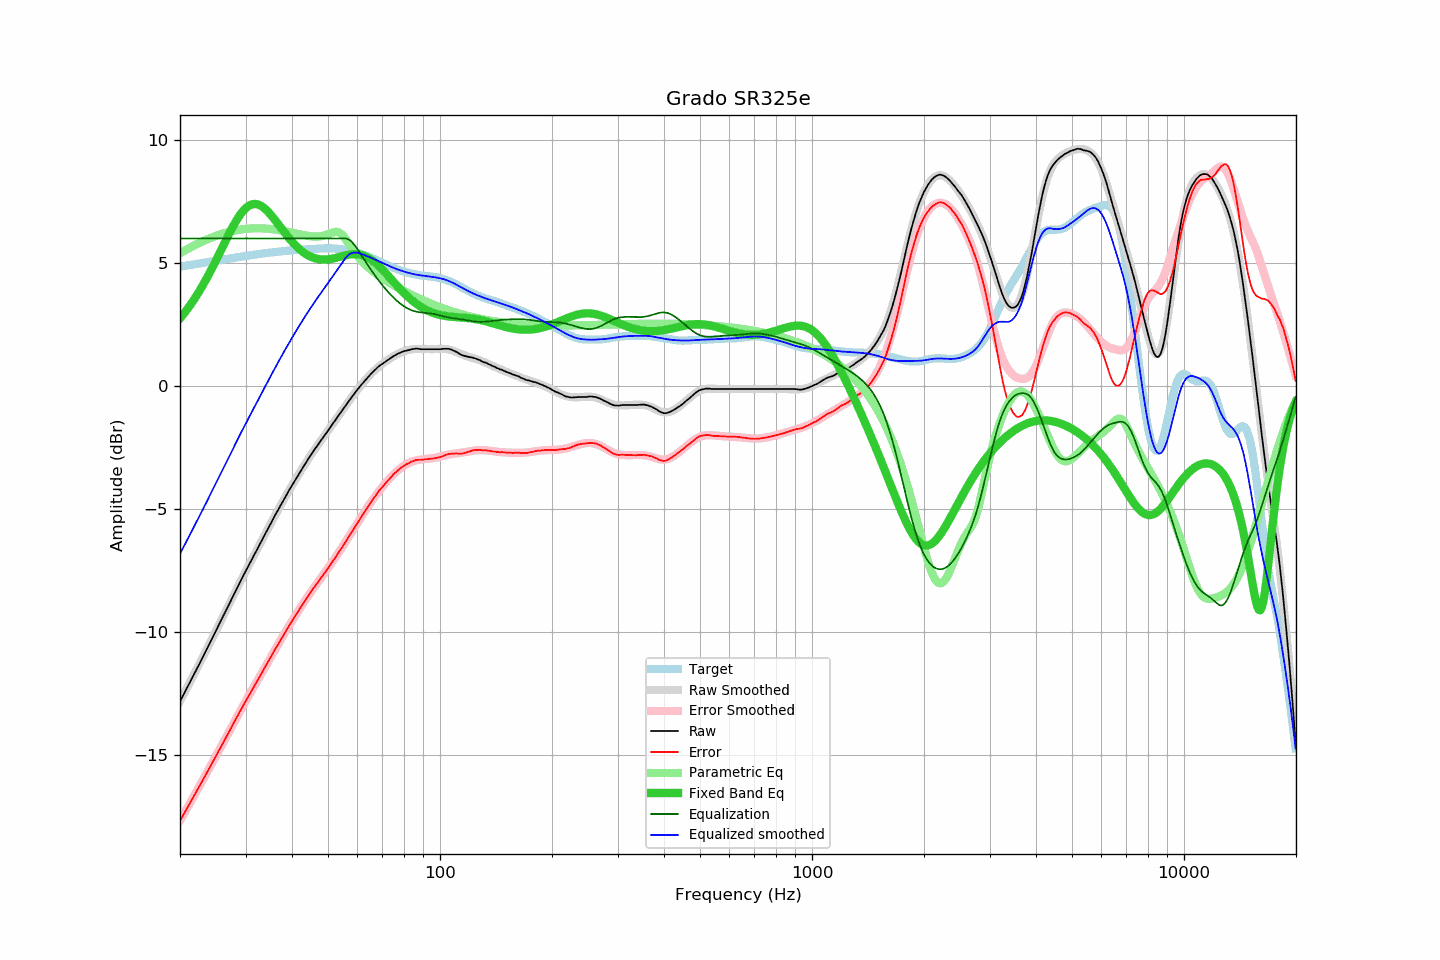 Grado SR325e
10
5
0
−5
−10
−15
Amplitude (dBr)
Target
Raw Smoothed
Error Smoothed
Raw
Error
Parametric Eq
Fixed Band Eq
Equalization
Equalized smoothed
100
1000
10000
Frequency (Hz)